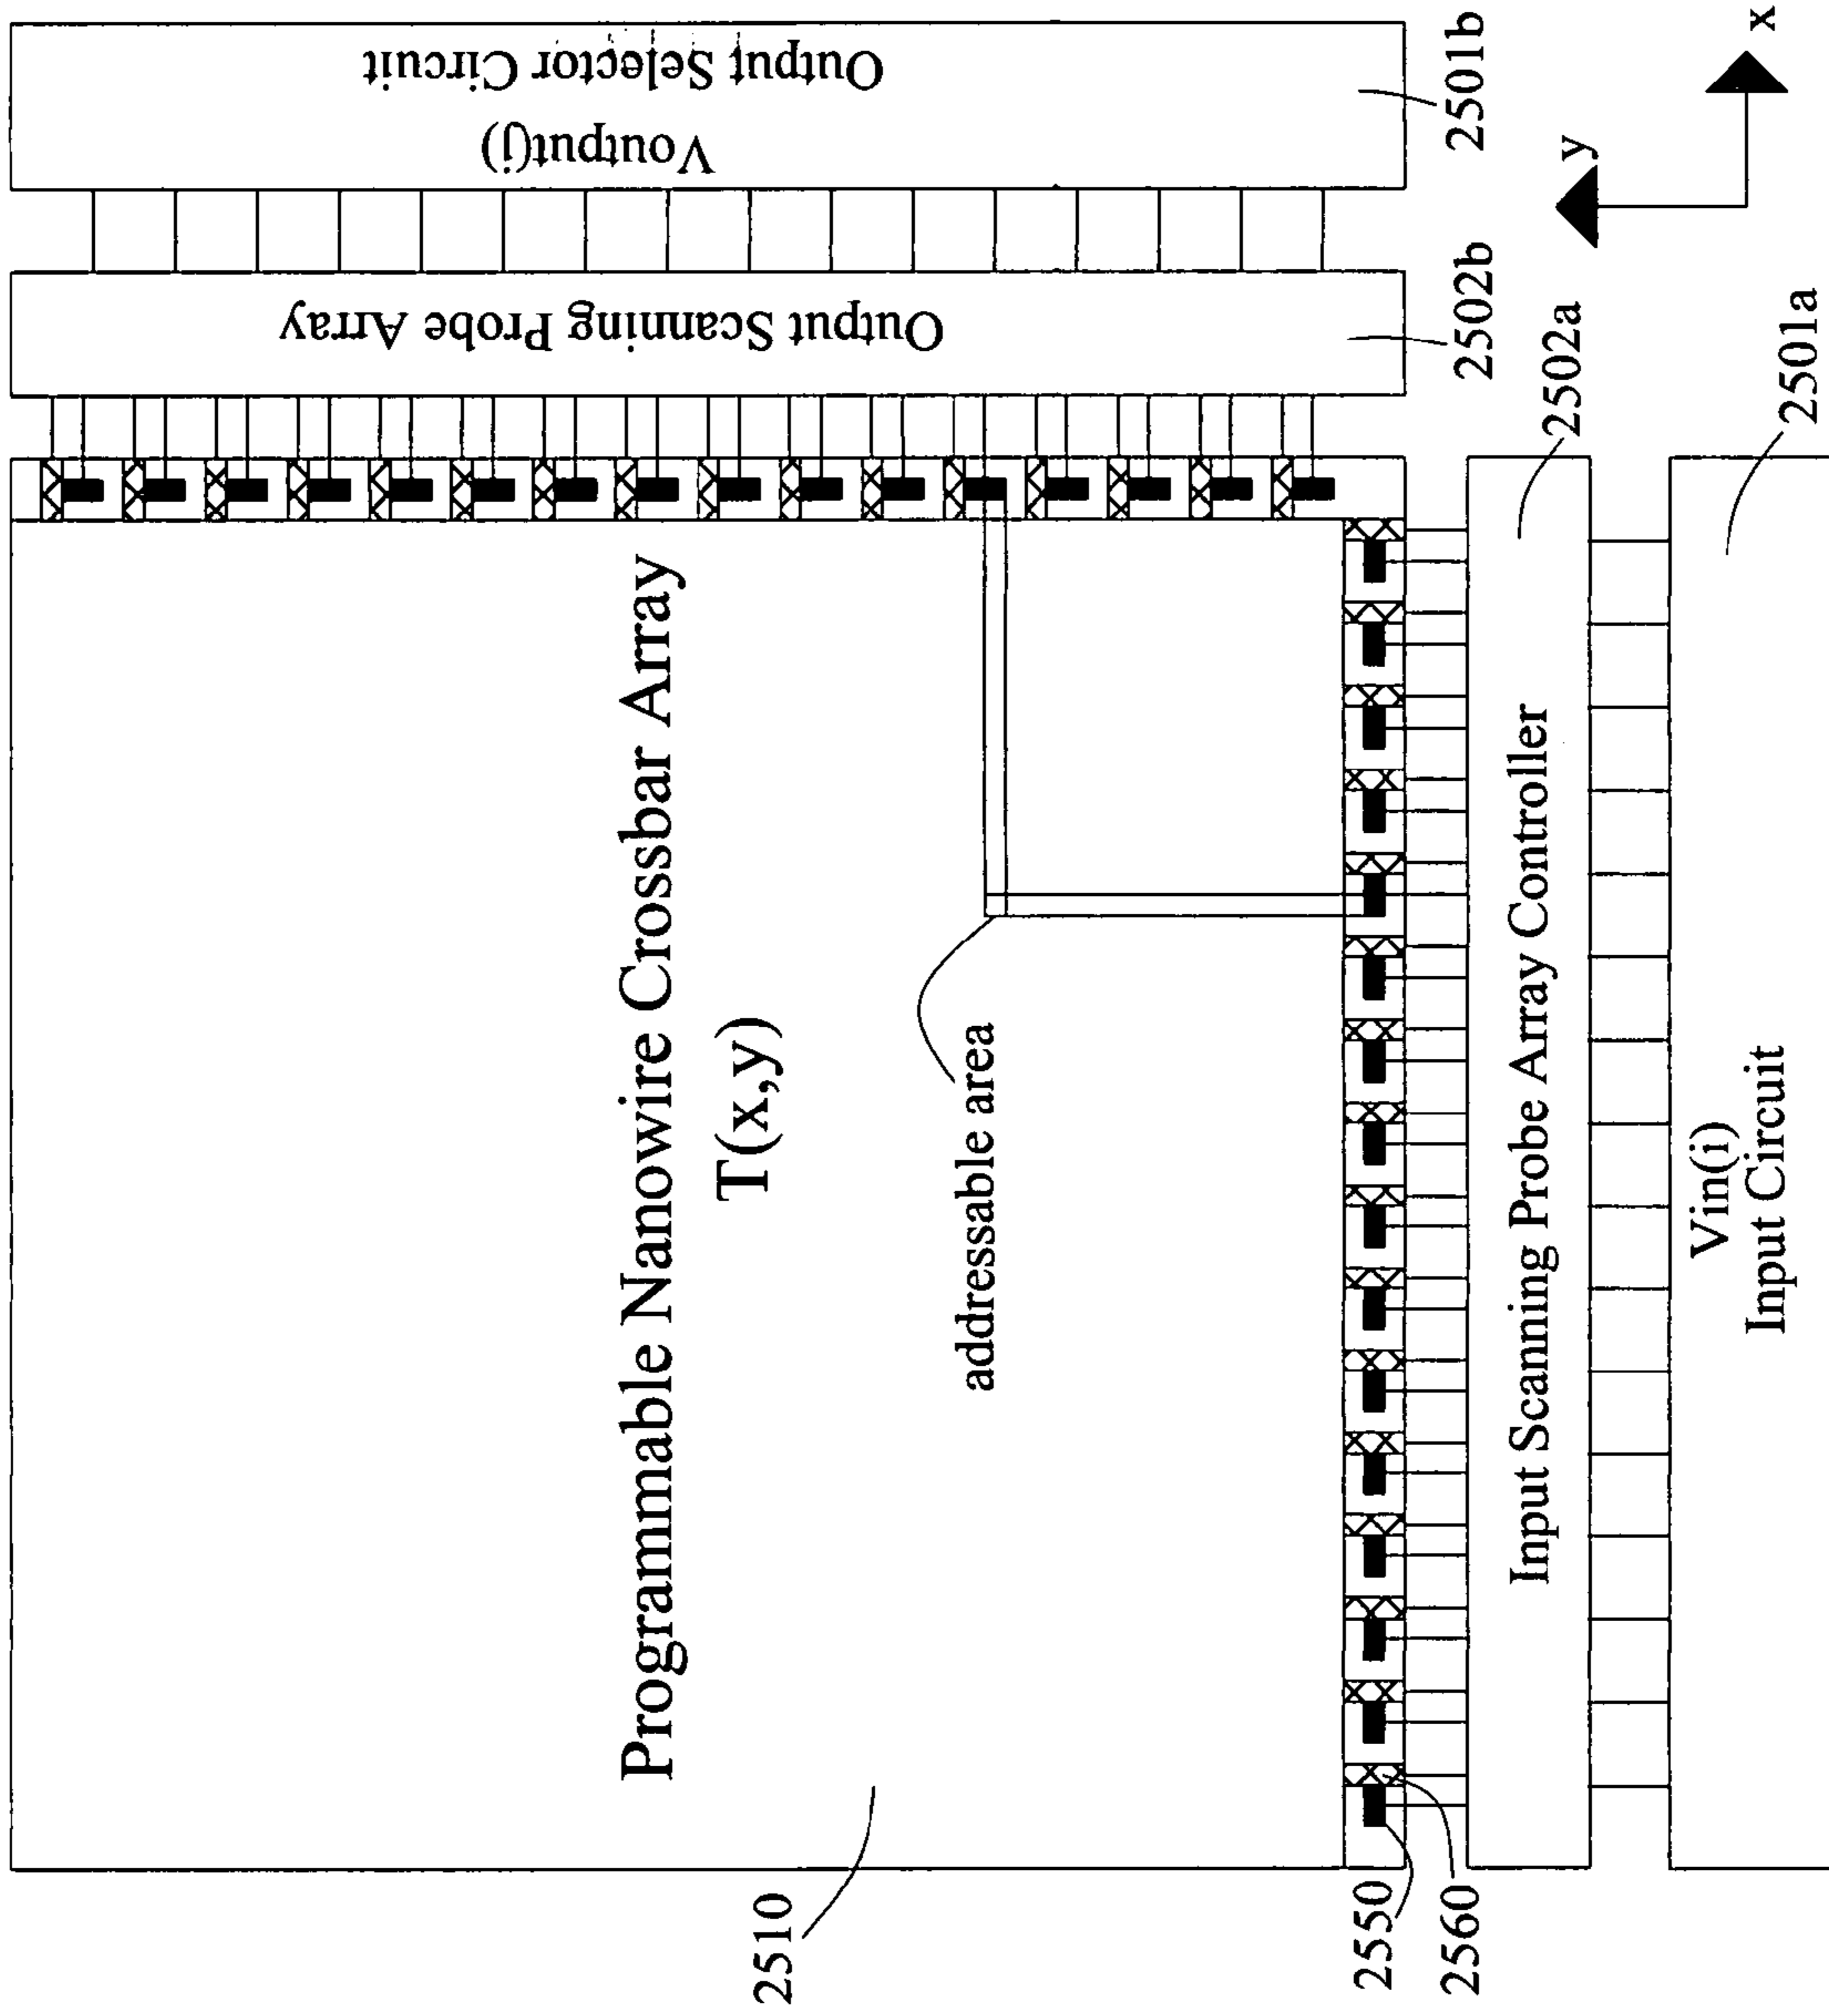 Output Selector Circuit
Voutput(j)
2501b
Output Scanning Probe Array
2502b
x
y
Programmable Nanowire Crossbar Array
T(x,y)
addressable area
2510
2550
2560
Input Scanning Probe Array Controller
2502a
Vin(i)
Input Circuit
2501a